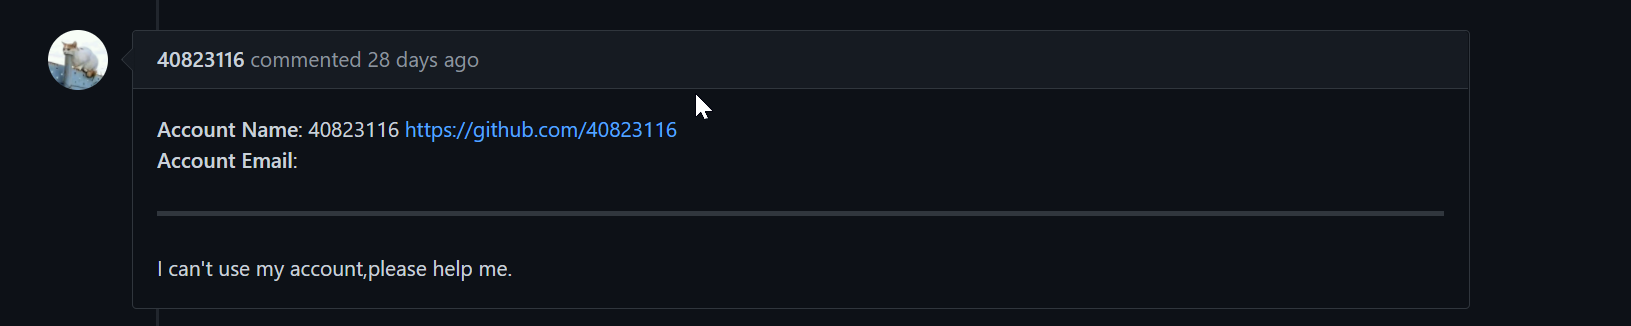 40823116 commented 28 days ago
Account Name: 40823116 https://github.com/40823116
Account Email:
I can't use my account,please help me.